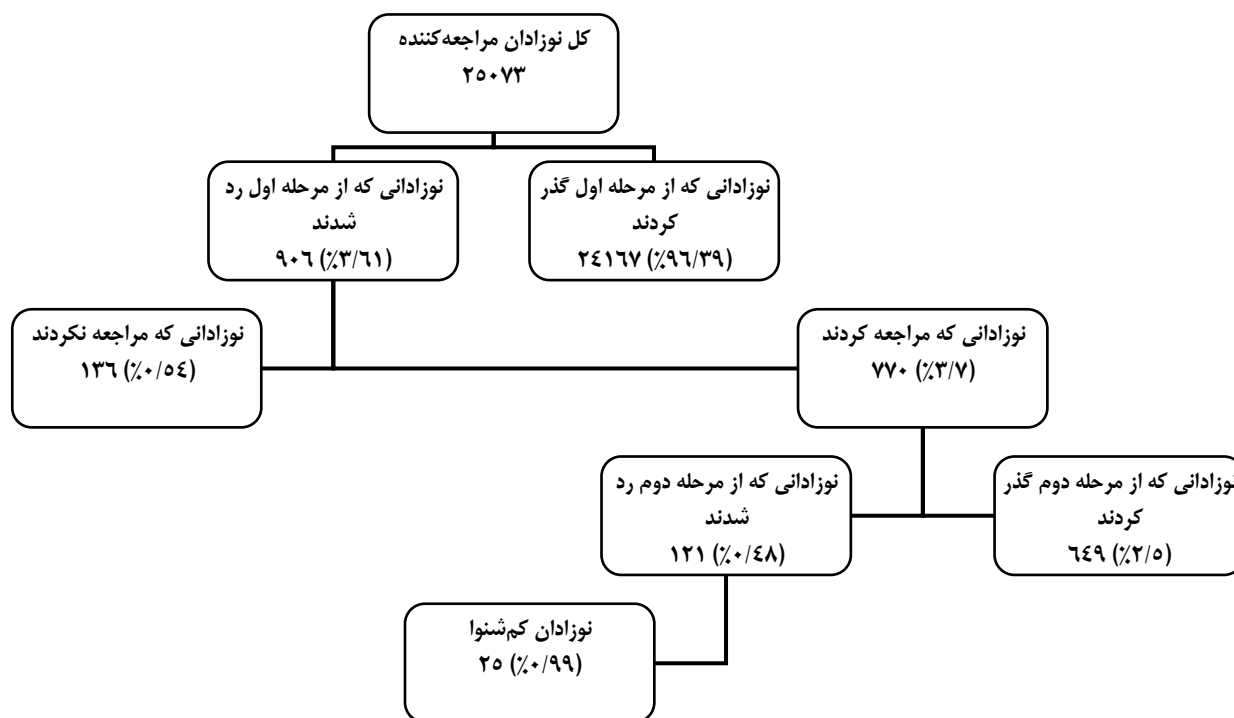 کل نوزادان مراجعه‌کننده
۲۵۰۷۳
نوزادانی که از مرحله اول گذر
کردند
۲٤۱٦۷ (٪۹٦/۳۹)
نوزادانی که از مرحله اول رد
شدند
۹۰٦ (٪۳/٦۱)
نوزادانی که مراجعه کردند
۷۷۰ (٪۳/۷)
نوزادانی که مراجعه نکردند
۱۳٦ (٪۰/٥٤)
نوزادانی که از مرحله دوم گذر
کردند
٦٤۹ (٪۲/٥)
نوزادانی که از مرحله دوم رد
شدند
۱۲۱ (٪۰/٤۸)
نوزادان کم‌شنوا
۲٥ (٪۰/۹۹)